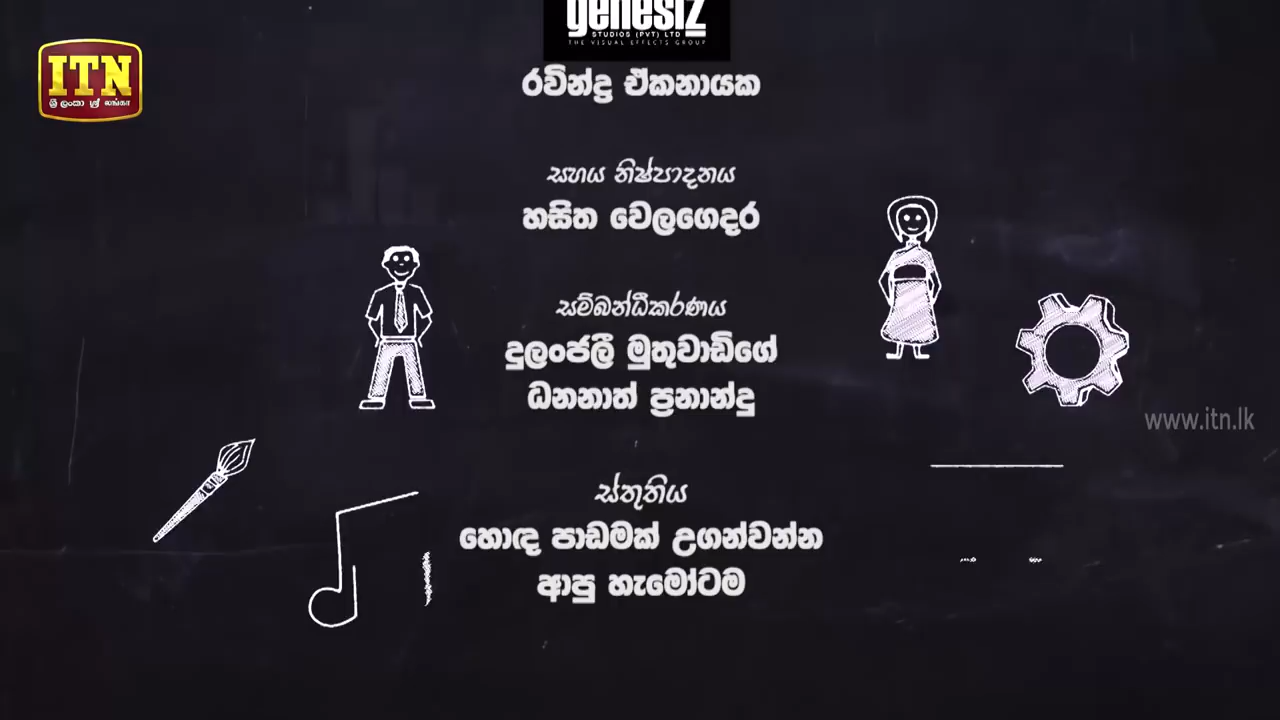 genesiz
STUDIOS (PVT) LTD
THE VISUAL EFFECTS GROUP
ITN
ශ්‍රී ලංකා ஸ்ரீ லங்கா
රවින්ද්‍ර ඒකනායක
සහය නිෂ්පාදනය
හසිත වෙලගෙදර
සම්බන්ධීකරණය
දුලංජලී මුතුවාඩිගේ
ධනනාත් ප්‍රනාන්දු
www.itn.lk
ස්තූතිය
හොඳ පාඩමක් උගන්වන්න
ආපු හැමෝටම